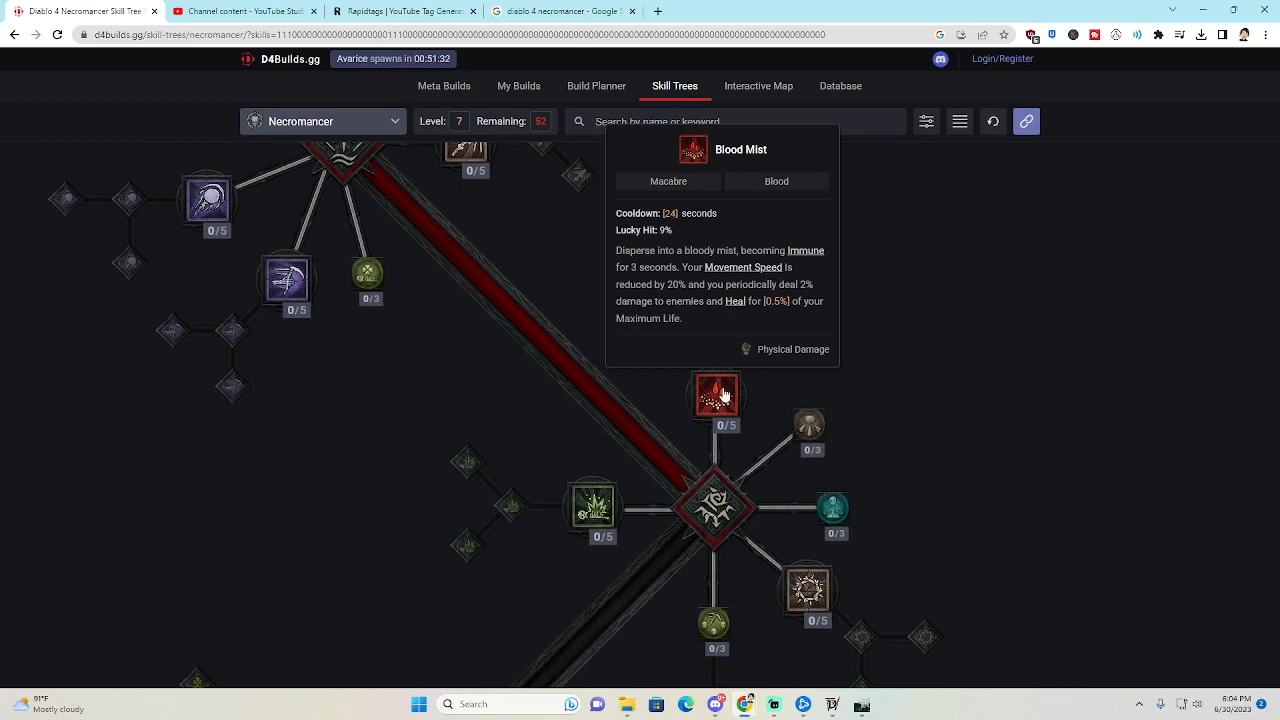 Diablo 4 Necromancer Skill Tree
Channel content - YouTube Studi
Rapidtags | YouTube Tag Genera
diablo 4 necromancer - Google S
d4builds.gg/skill-trees/necromancer/?skills=
D4Builds.gg
Avarice spawns in 00:51:32
Login/Register
Meta Builds
My Builds
Build Planner
Skill Trees
Interactive Map
Database
Necromancer
Level: 7 Remaining: 52
Search by name or keyword
Blood Mist
Macabre
Blood
Cooldown: [24] seconds
Lucky Hit: 9%
Disperse into a bloody mist, becoming Immune
for 3 seconds. Your Movement Speed is
reduced by 20% and you periodically deal 2%
damage to enemies and Heal for [0.5%] of your
Maximum Life.
Physical Damage
0/5
0/5
0/5
0/3
0/5
0/3
0/5
0/3
0/5
0/3
91°F
Mostly cloudy
Search
6:04 PM
6/30/2023
2